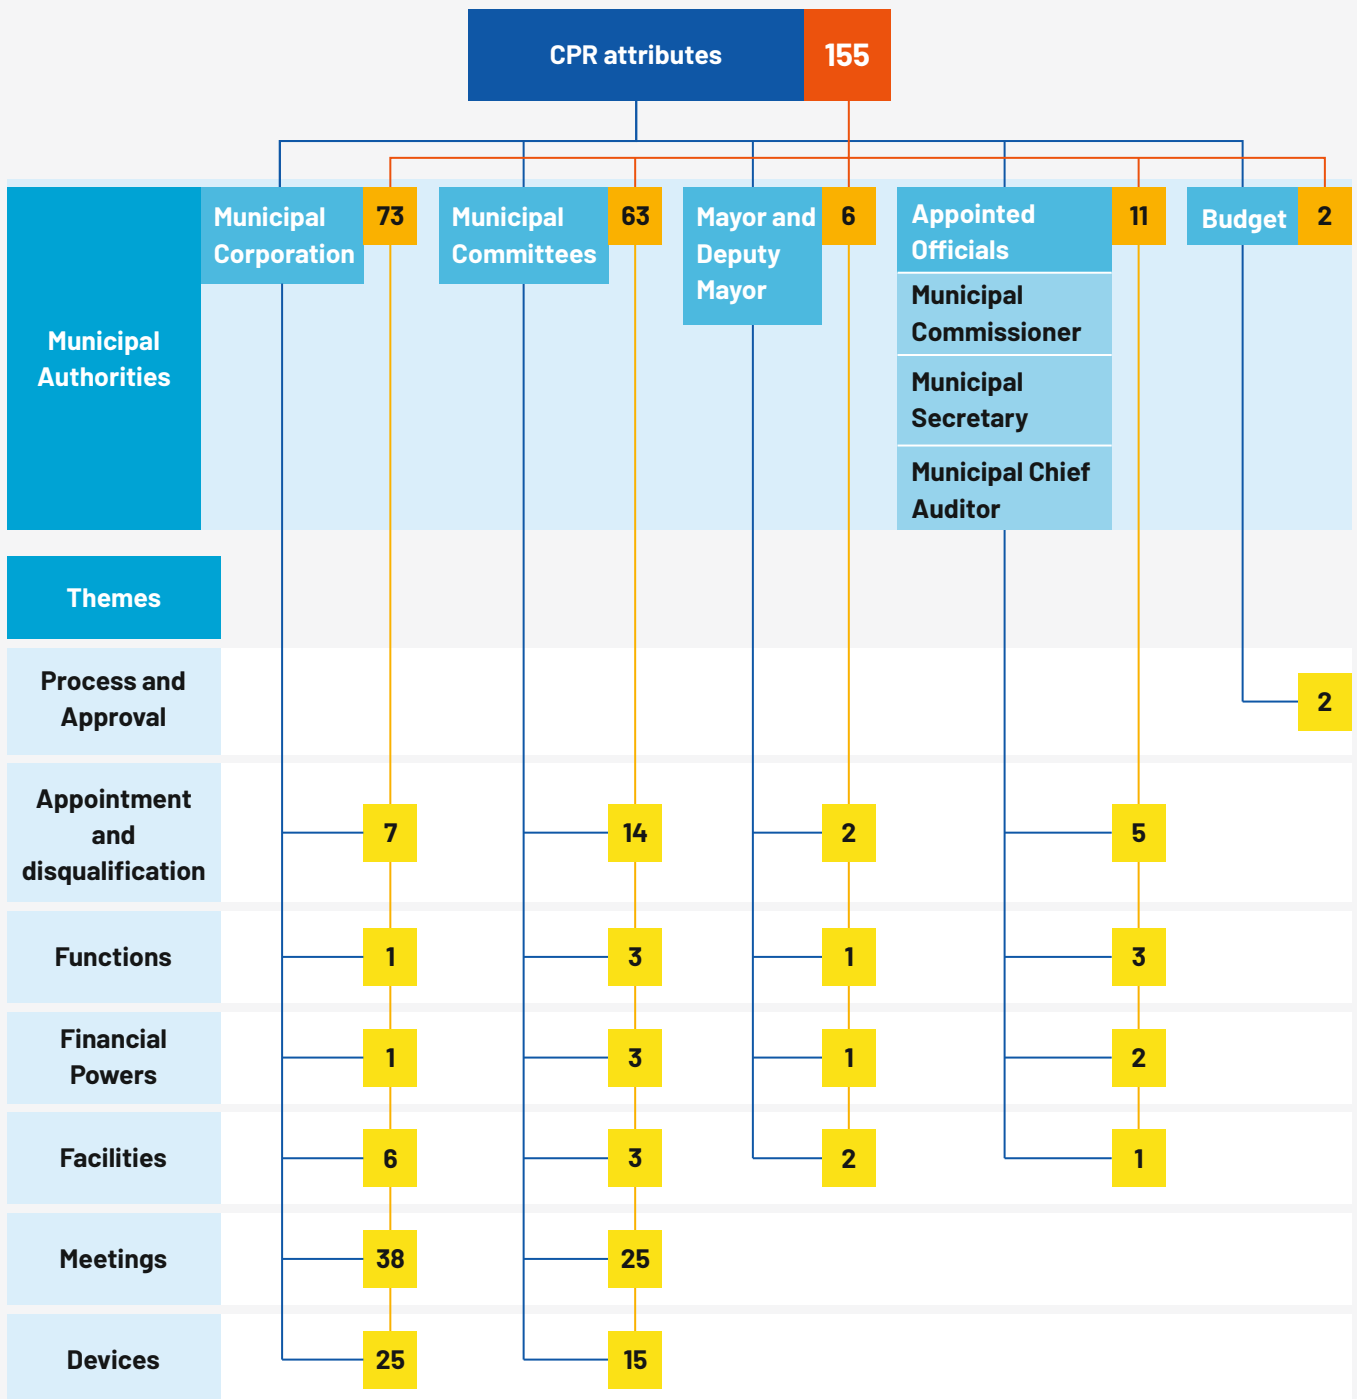 CPR attributes 155
Municipal
Corporation
73
Municipal
Committees
63
Mayor and
Deputy
Mayor
6
Appointed
Officials
11
Municipal
Commissioner
Municipal
Secretary
Municipal Chief
Auditor
Budget
2
Municipal
Authorities
Themes
Process and
Approval
2
Appointment
and
disqualification
7 14 2 5
Functions
1 3 1 3
Financial
Powers
1 3 1 2
Facilities
6 3 2 1
Meetings
38 25
Devices
25 15